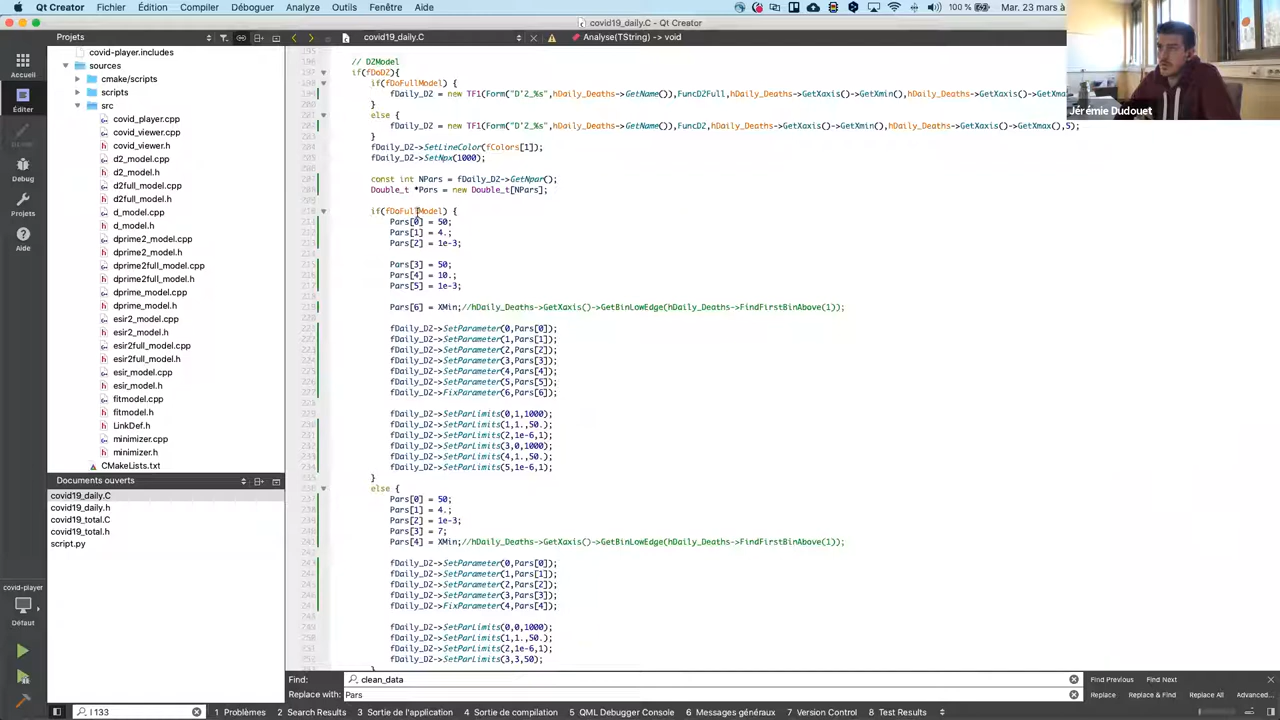 Qt Creator Fichier Éditer Compiler Déboguer Analyze Outils Fenêtre Aide 100 % Mar. 23 mars à
covid19_daily.C - Qt Creator
Projets covid19_daily.C Analyse(TString) -> void
Accueil
Éditer
Debug
Projets
Aide
covid-player
Défaut
covid-player.includes
sources
cmake/scripts
scripts
src
covid_player.cpp
covid_viewer.cpp
covid_viewer.h
d2_model.cpp
d2_model.h
d2full_model.cpp
d2full_model.h
d_model.cpp
d_model.h
dprime2_model.cpp
dprime2_model.h
dprime2full_model.cpp
dprime2full_model.h
dprime_model.cpp
dprime_model.h
esir2_model.cpp
esir2_model.h
esir2full_model.cpp
esir2full_model.h
esir_model.cpp
esir_model.h
fitmodel.cpp
fitmodel.h
LinkDef.h
minimizer.cpp
minimizer.h
CMakeLists.txt
Documents ouverts
covid19_daily.C
covid19_daily.h
covid19_total.C
covid19_total.h
script.py
// D2Model
if(fDoD2){
if(fDoFullModel) {
fDaily_D2 = new TF1(Form("D'2_%s",hDaily_Deaths->GetName()),FuncD2Full,hDaily_Deaths->GetXaxis()->GetXmin(),hDaily_Deaths->GetXaxis()->GetXma
}
else {
fDaily_D2 = new TF1(Form("D'2_%s",hDaily_Deaths->GetName()),FuncD2,hDaily_Deaths->GetXaxis()->GetXmin(),hDaily_Deaths->GetXaxis()->GetXmax(),5);
}
fDaily_D2->SetLineColor(fColors[1]);
fDaily_D2->SetNpx(1000);
const int NPars = fDaily_D2->GetNpar();
Double_t *Pars = new Double_t[NPars];
if(fDoFullModel) {
Pars[0] = 50;
Pars[1] = 4.;
Pars[2] = 1e-3;
Pars[3] = 50;
Pars[4] = 10.;
Pars[5] = 1e-3;
Pars[6] = XMin;//hDaily_Deaths->GetXaxis()->GetBinLowEdge(hDaily_Deaths->FindFirstBinAbove(1));
fDaily_D2->SetParameter(0,Pars[0]);
fDaily_D2->SetParameter(1,Pars[1]);
fDaily_D2->SetParameter(2,Pars[2]);
fDaily_D2->SetParameter(3,Pars[3]);
fDaily_D2->SetParameter(4,Pars[4]);
fDaily_D2->SetParameter(5,Pars[5]);
fDaily_D2->FixParameter(6,Pars[6]);
fDaily_D2->SetParLimits(0,1,1000);
fDaily_D2->SetParLimits(1,1.,50.);
fDaily_D2->SetParLimits(2,1e-6,1);
fDaily_D2->SetParLimits(3,0,1000);
fDaily_D2->SetParLimits(4,1.,50.);
fDaily_D2->SetParLimits(5,1e-6,1);
}
else {
Pars[0] = 50;
Pars[1] = 4.;
Pars[2] = 1e-3;
Pars[3] = 7;
Pars[4] = XMin;//hDaily_Deaths->GetXaxis()->GetBinLowEdge(hDaily_Deaths->FindFirstBinAbove(1));
fDaily_D2->SetParameter(0,Pars[0]);
fDaily_D2->SetParameter(1,Pars[1]);
fDaily_D2->SetParameter(2,Pars[2]);
fDaily_D2->SetParameter(3,Pars[3]);
fDaily_D2->FixParameter(4,Pars[4]);
fDaily_D2->SetParLimits(0,0,1000);
fDaily_D2->SetParLimits(1,1.,50.);
fDaily_D2->SetParLimits(2,1e-6,1);
fDaily_D2->SetParLimits(3,3,50);
}
Jérémie Dudouet
Find: clean_data Find Previous Find Next
Replace with: Pars Replace Replace & Find Replace All Advanced...
l 133 1 Problèmes 2 Search Results 3 Sortie de l'application 4 Sortie de compilation 5 QML Debugger Console 6 Messages généraux 7 Version Control 8 Test Results